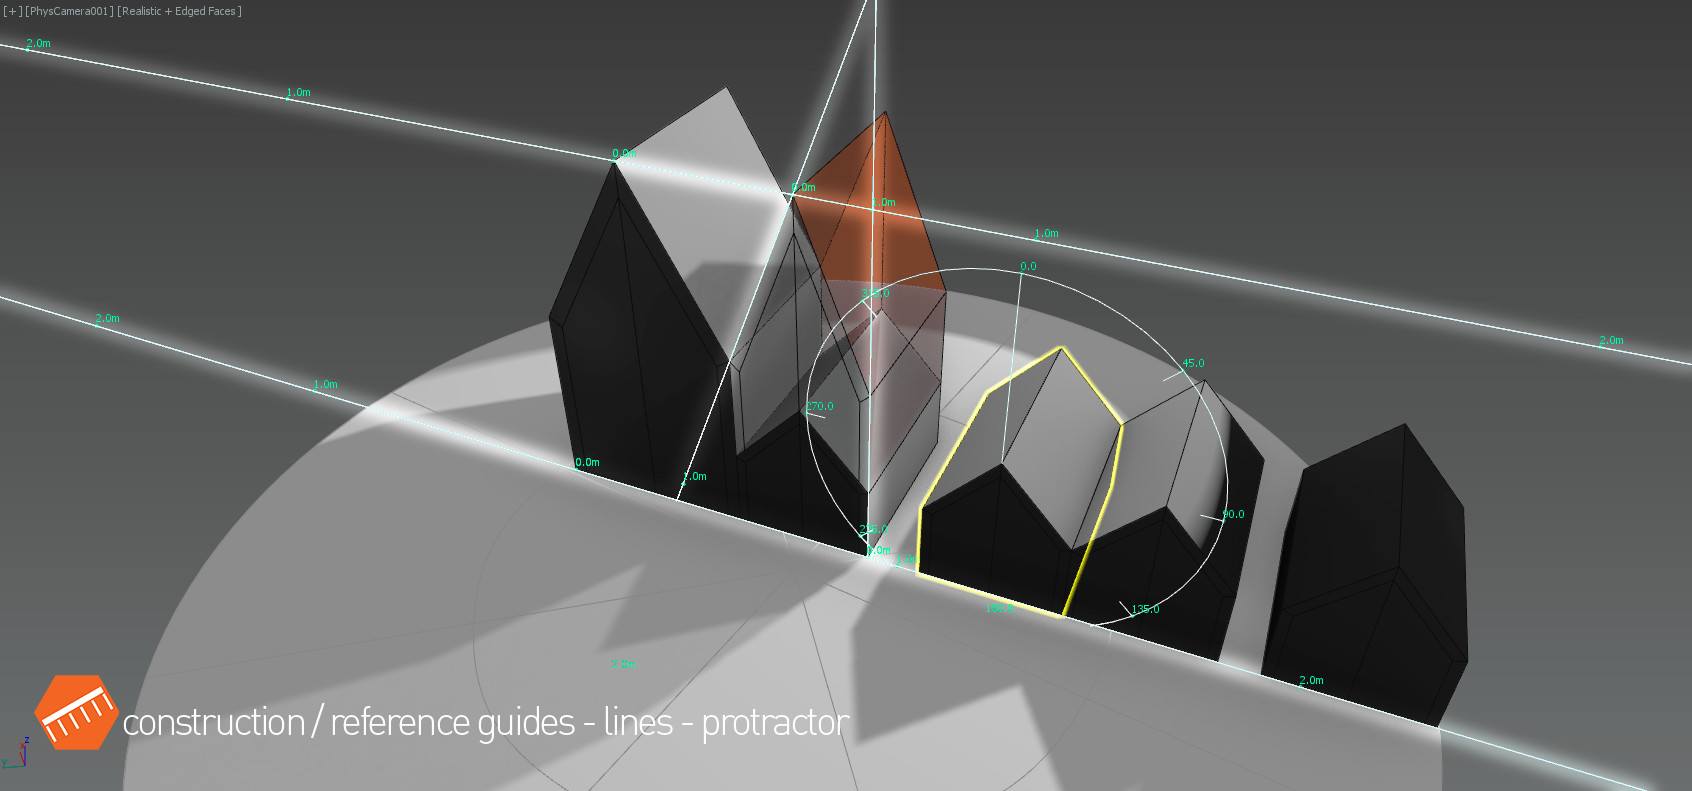 [+] [PhysCamera001] [Realistic + Edged Faces ]
2.0m
1.0m
0.0m
0.0m
1.0m
1.0m
0.0
315.0
2.0m
2.0m
45.0
1.0m
270.0
0.0m
1.0m
90.0
225.0
1.0m
180.0
135.0
2.0m
2.0m
construction / reference guides - lines - protractor
z
y